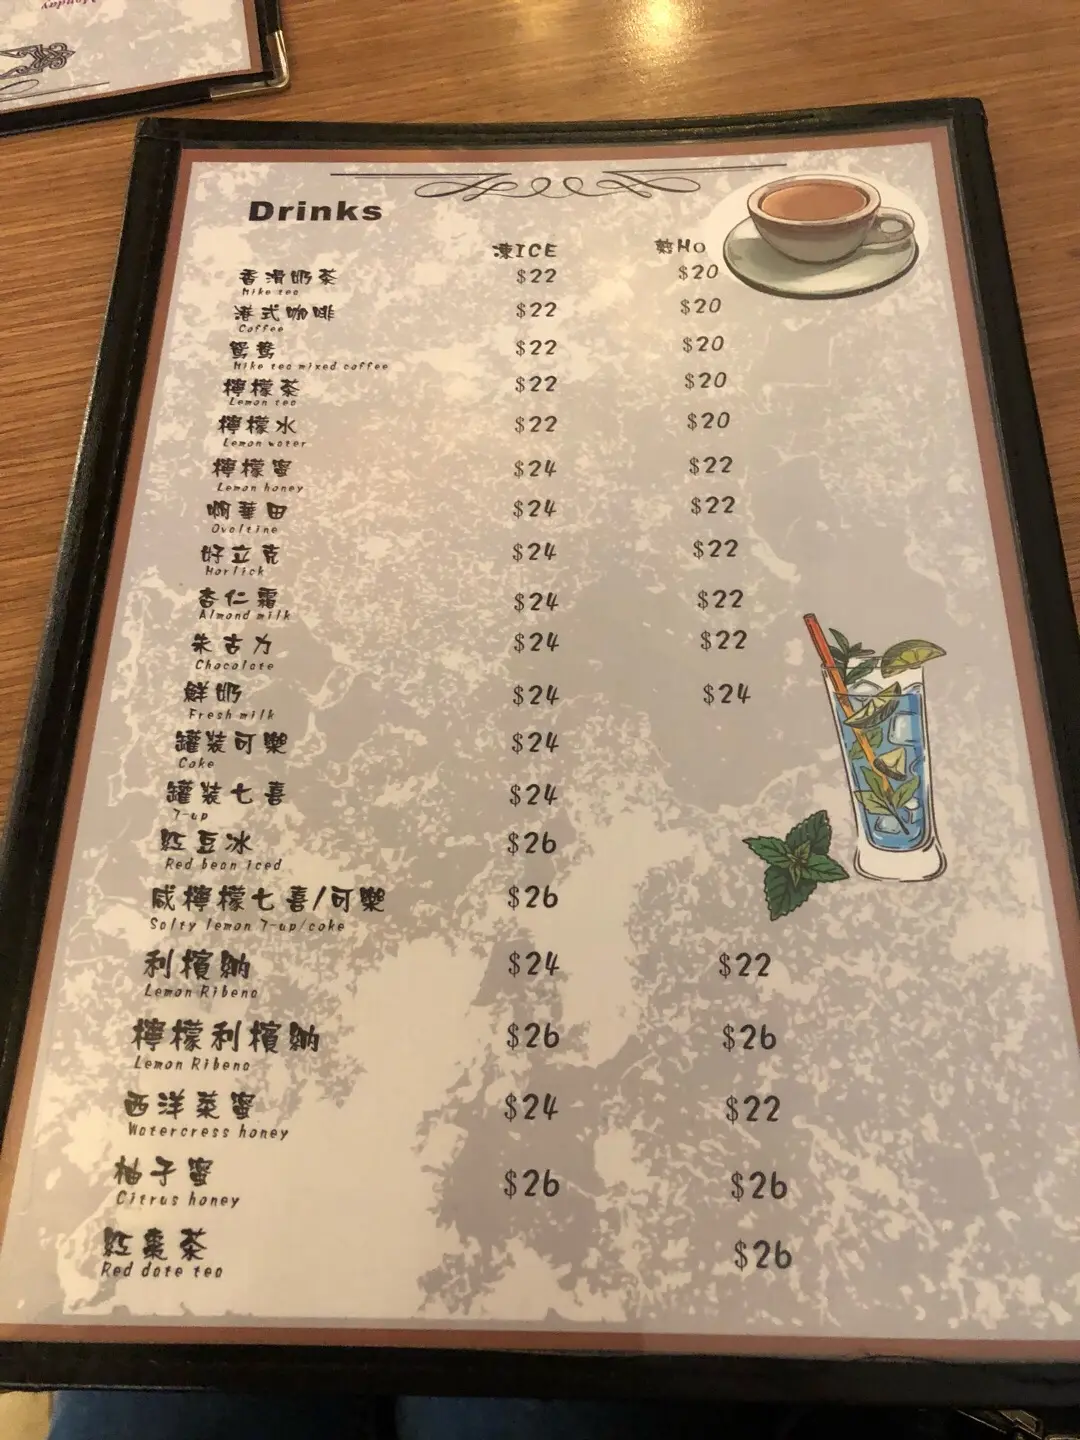 Monday
Drinks
凍ICE 熱Ho
香滑奶茶 $22 $20
Milke tea
港式咖啡 $22 $20
Coffee
鴛鴦 $22 $20
Milke tea mixed coffee
檸檬茶 $22 $20
Lemon tea
檸檬水 $22 $20
Lemon water
檸檬蜜 $24 $22
Lemon honey
啊華田 $24 $22
Ovoltine
好立克 $24 $22
Horlick
杏仁霜 $24 $22
Almond milk
朱古力 $24 $22
Chocolate
鮮奶 $24 $24
Fresh milk
罐裝可樂 $24
Coke
罐裝七喜 $24
7-up
紅豆冰 $26
Red bean iced
咸檸檬七喜/可樂 $26
Salty lemon 7-up/coke
利檳納 $24 $22
Lemon Ribena
檸檬利檳納 $26 $26
Lemon Ribena
西洋菜蜜 $24 $22
Watercress honey
柚子蜜 $26 $26
Citrus honey
紅棗茶 $26
Red date tea